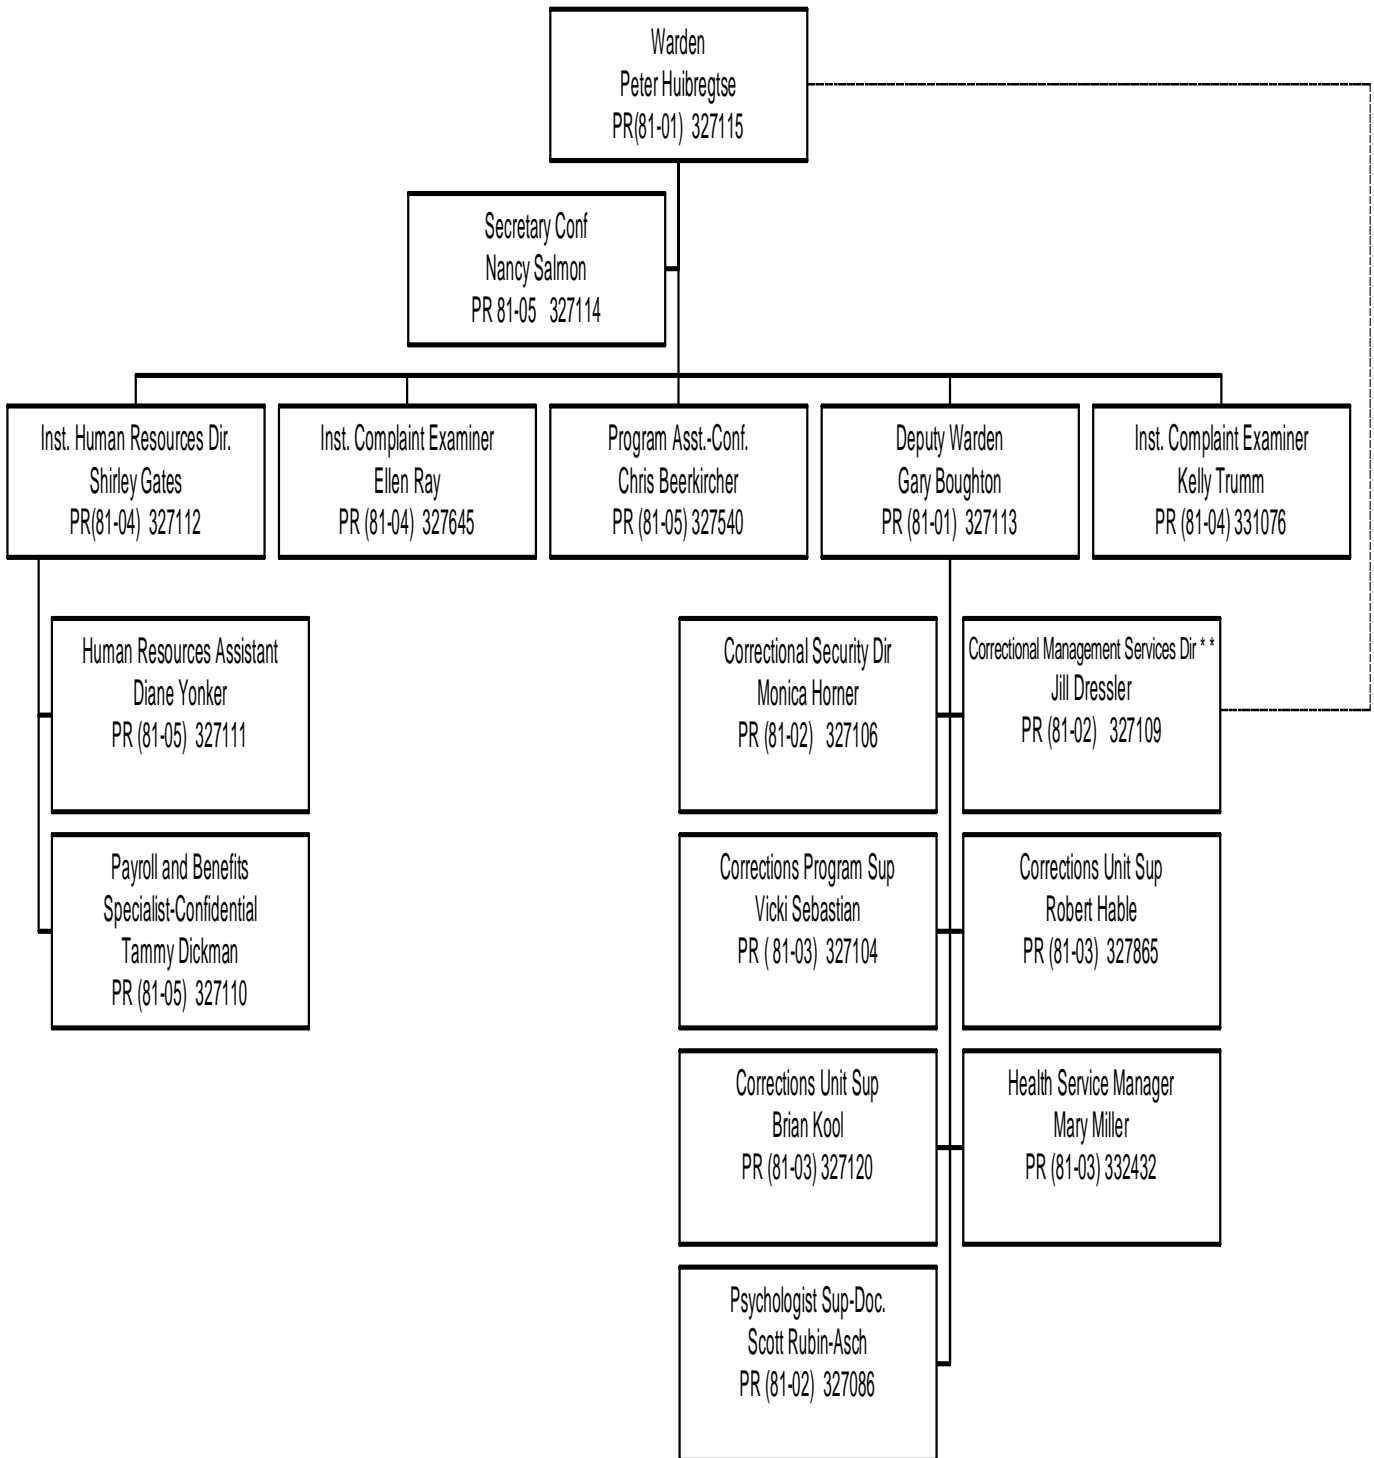 Warden
Peter Huibregtse
PR(81-01) 327115
Secretary Conf
Nancy Salmon
PR 81-05 327114
Inst. Human Resources Dir.
Shirley Gates
PR(81-04) 327112
Inst. Complaint Examiner
Ellen Ray
PR (81-04) 327645
Program Asst.-Conf.
Chris Beerkircher
PR (81-05) 327540
Deputy Warden
Gary Boughton
PR (81-01) 327113
Inst. Complaint Examiner
Kelly Trumm
PR (81-04) 331076
Human Resources Assistant
Diane Yonker
PR (81-05) 327111
Correctional Security Dir
Monica Horner
PR (81-02) 327106
Correctional Management Services Dir * *
Jill Dressler
PR (81-02) 327109
Payroll and Benefits
Specialist-Confidential
Tammy Dickman
PR (81-05) 327110
Corrections Program Sup
Vicki Sebastian
PR ( 81-03) 327104
Corrections Unit Sup
Robert Hable
PR (81-03) 327865
Corrections Unit Sup
Brian Kool
PR (81-03) 327120
Health Service Manager
Mary Miller
PR (81-03) 332432
Psychologist Sup-Doc.
Scott Rubin-Asch
PR (81-02) 327086